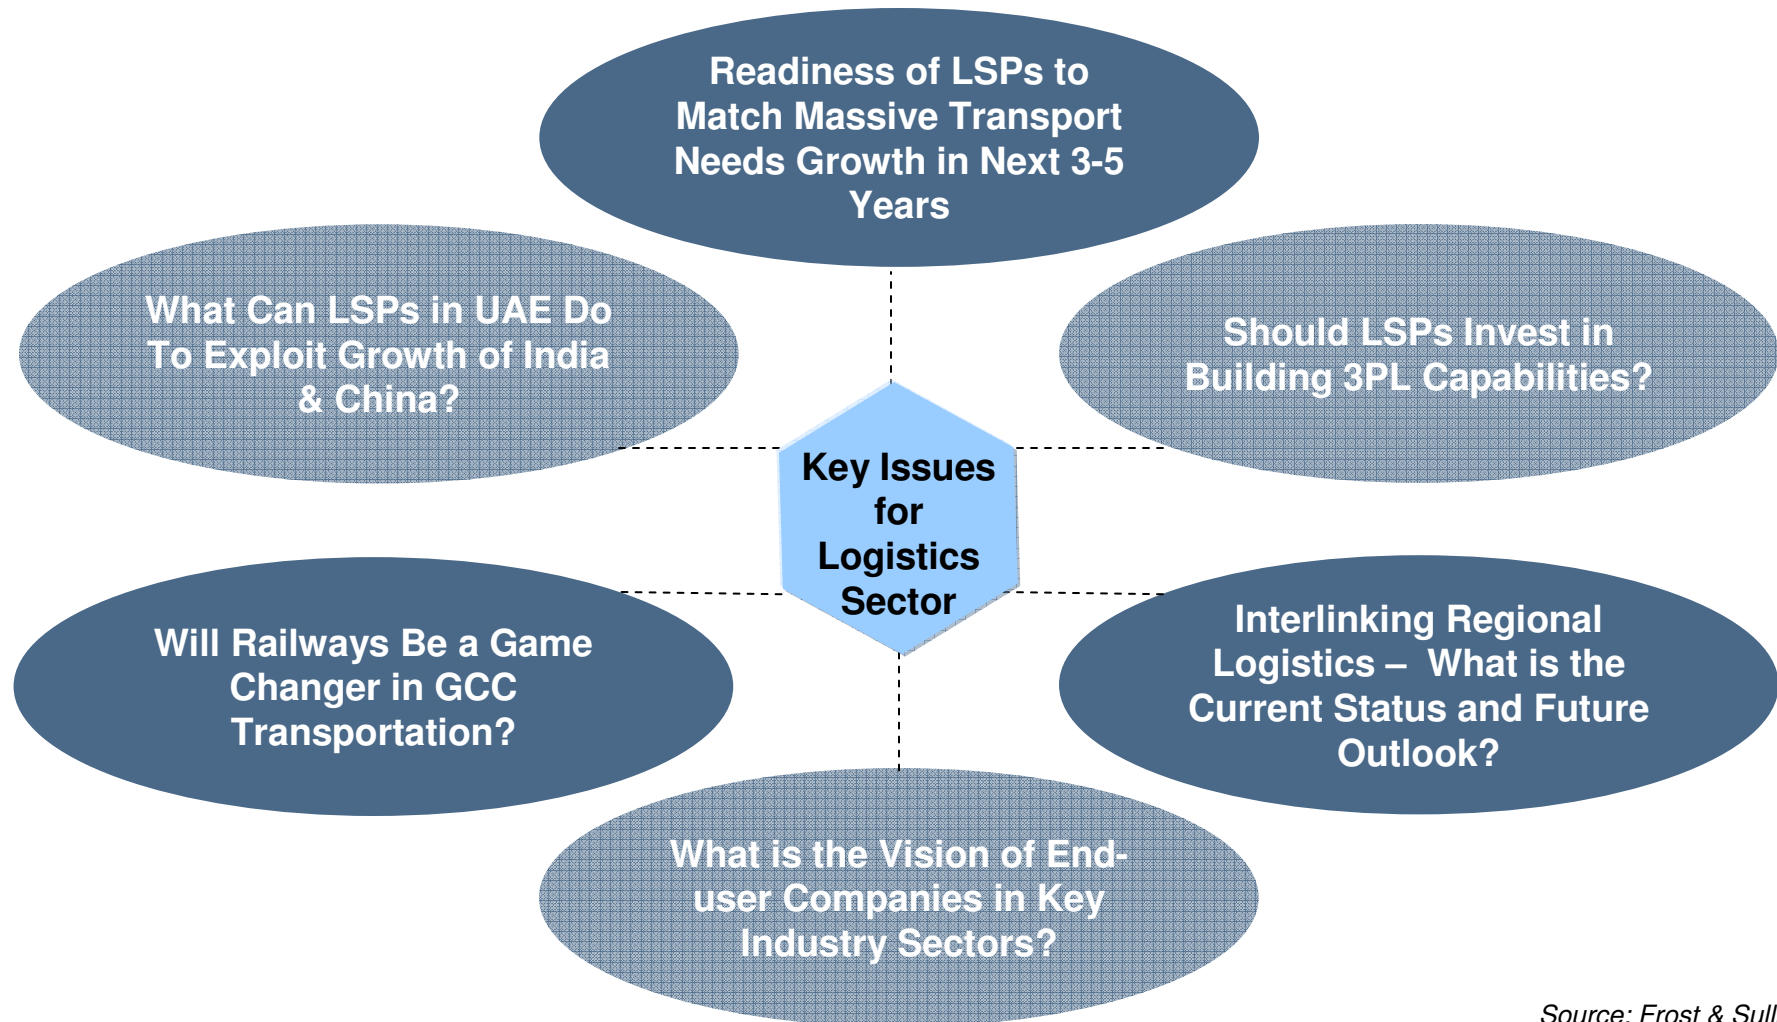 Readiness of LSPs to
Match Massive Transport
Needs Growth in Next 3-5
Years
What Can LSPs in UAE Do
To Exploit Growth of India
& China?
Should LSPs Invest in
Building 3PL Capabilities?
Key Issues
for
Logistics
Sector
Will Railways Be a Game
Changer in GCC
Transportation?
Interlinking Regional
Logistics –  What is the
Current Status and Future
Outlook?
What is the Vision of End-
user Companies in Key
Industry Sectors?
Source: Frost & Sull